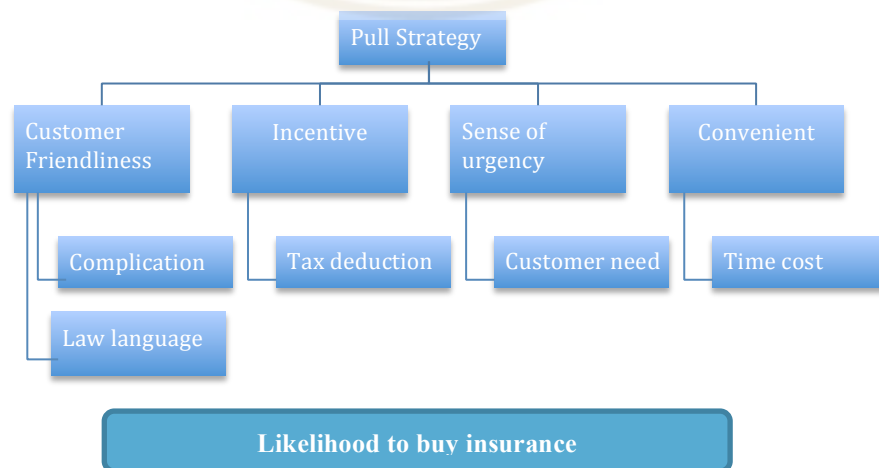 Pull Strategy
Customer
Friendliness
Incentive
Sense of
urgency
Convenient
Complication
Tax deduction
Customer need
Time cost
Law language
Likelihood to buy insurance